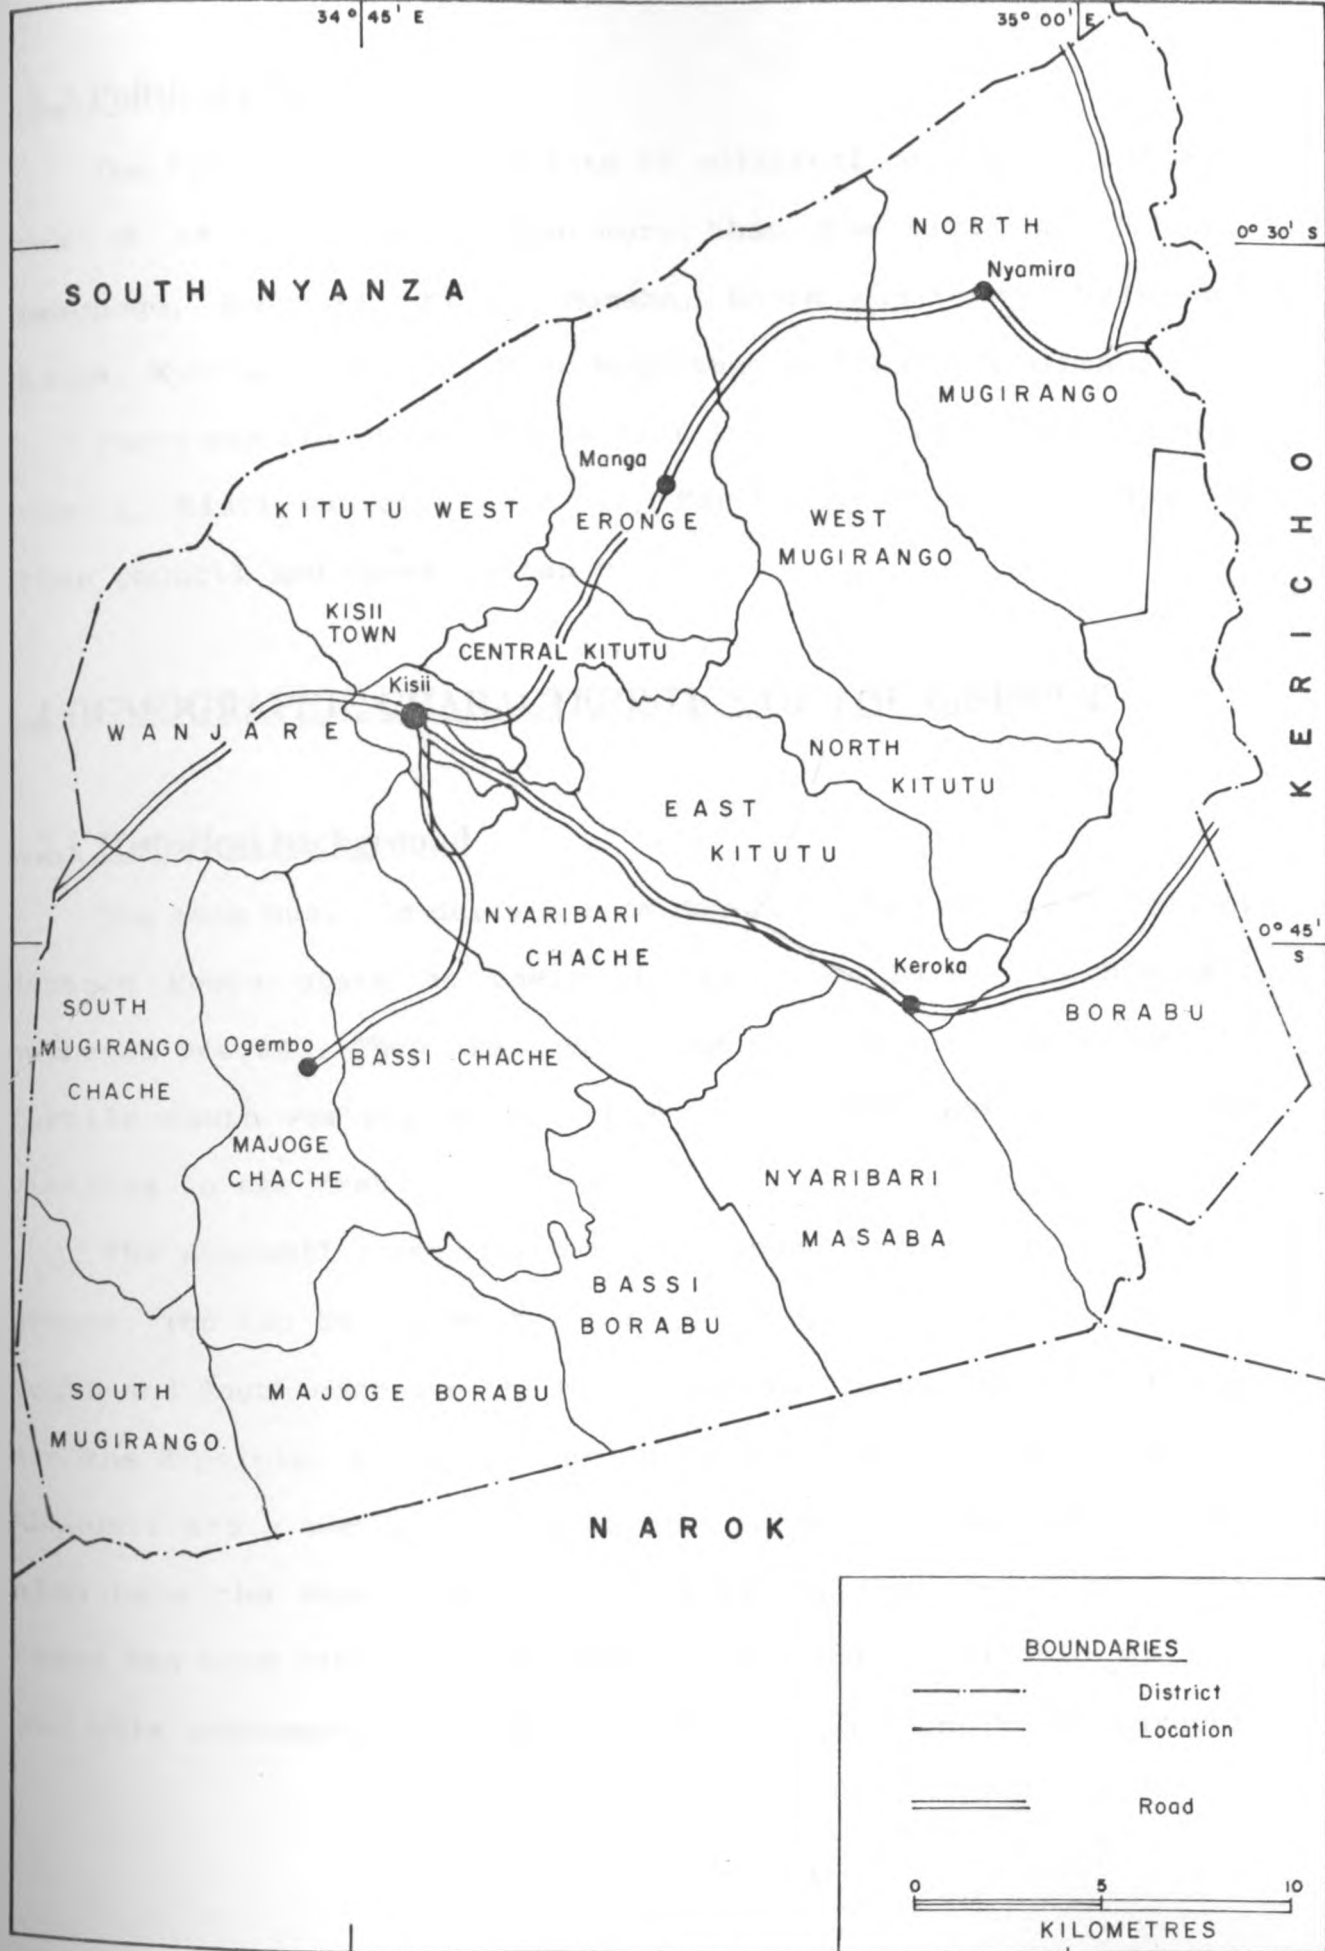 34° 45' E
35° 00' E
NORTH
0° 30' S
Nyamira
SOUTH NYANZA
MUGIRANGO
Manga
KITUTU WEST
ERONGE
WEST
MUGIRANGO
KERICHO
KISII
TOWN
CENTRAL KITUTU
Kisii
WANJARE
NORTH
KITUTU
EAST
KITUTU
NYARIBARI
CHACHE
0° 45'
S
Keroka
SOUTH
MUGIRANGO
CHACHE
Ogembo
BASSI CHACHE
BORABU
MAJOGE
CHACHE
NYARIBARI
MASABA
BASSI
BORABU
SOUTH
MUGIRANGO
MAJOGE BORABU
NAROK
BOUNDARIES
District
Location
Road
0 5 10
KILOMETRES